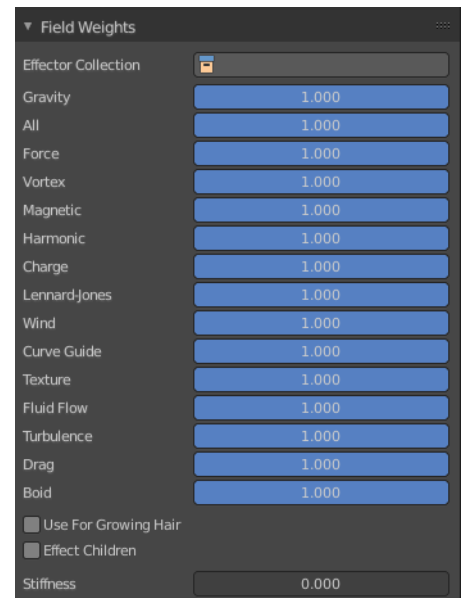 Field Weights
Effector Collection
Gravity 1.000
All 1.000
Force 1.000
Vortex 1.000
Magnetic 1.000
Harmonic 1.000
Charge 1.000
Lennard-Jones 1.000
Wind 1.000
Curve Guide 1.000
Texture 1.000
Fluid Flow 1.000
Turbulence 1.000
Drag 1.000
Boid 1.000
Use For Growing Hair
Effect Children
Stiffness 0.000